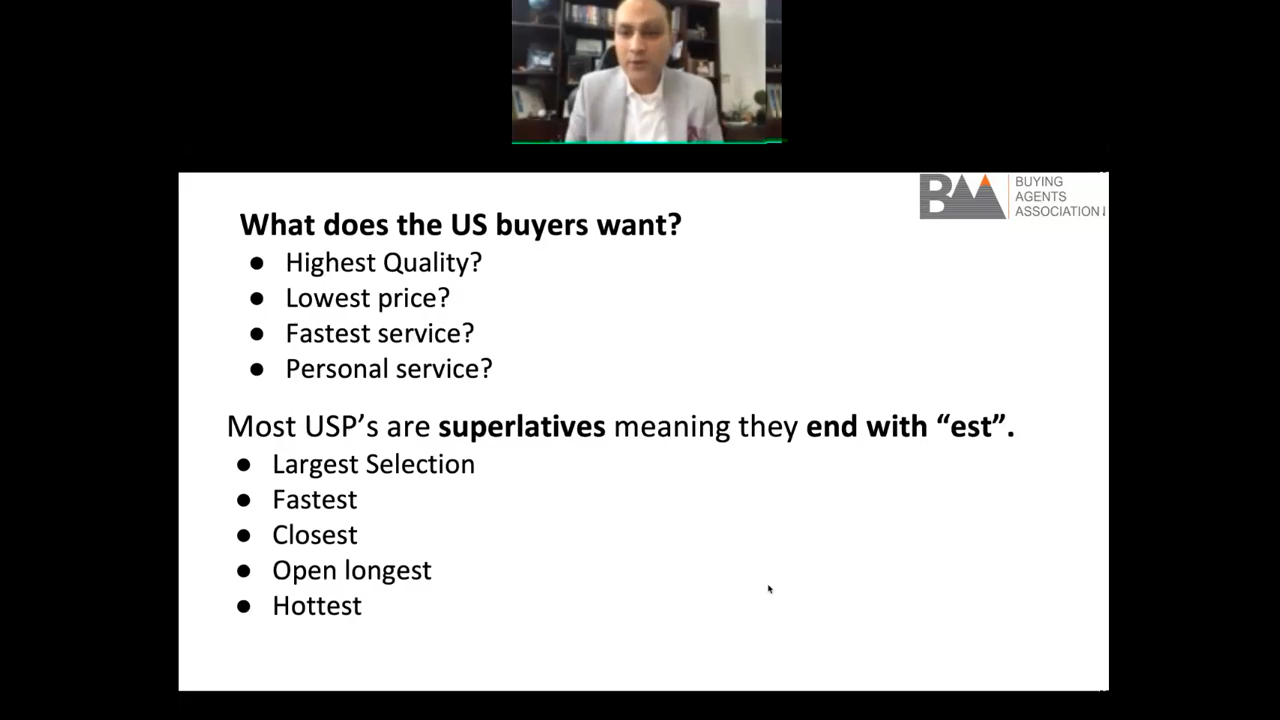 BAA BUYING
AGENTS
ASSOCIATION
What does the US buyers want?
● Highest Quality?
● Lowest price?
● Fastest service?
● Personal service?
Most USP’s are superlatives meaning they end with “est”.
● Largest Selection
● Fastest
● Closest
● Open longest
● Hottest